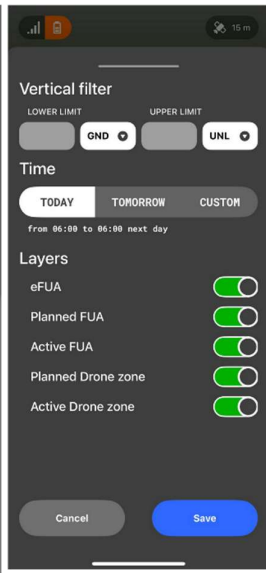 15 m
Vertical filter
LOWER LIMIT UPPER LIMIT
GND UNL
Time
TODAY TOMORROW CUSTOM
from 06:00 to 06:00 next day
Layers
eFUA
Planned FUA
Active FUA
Planned Drone zone
Active Drone zone
Cancel Save